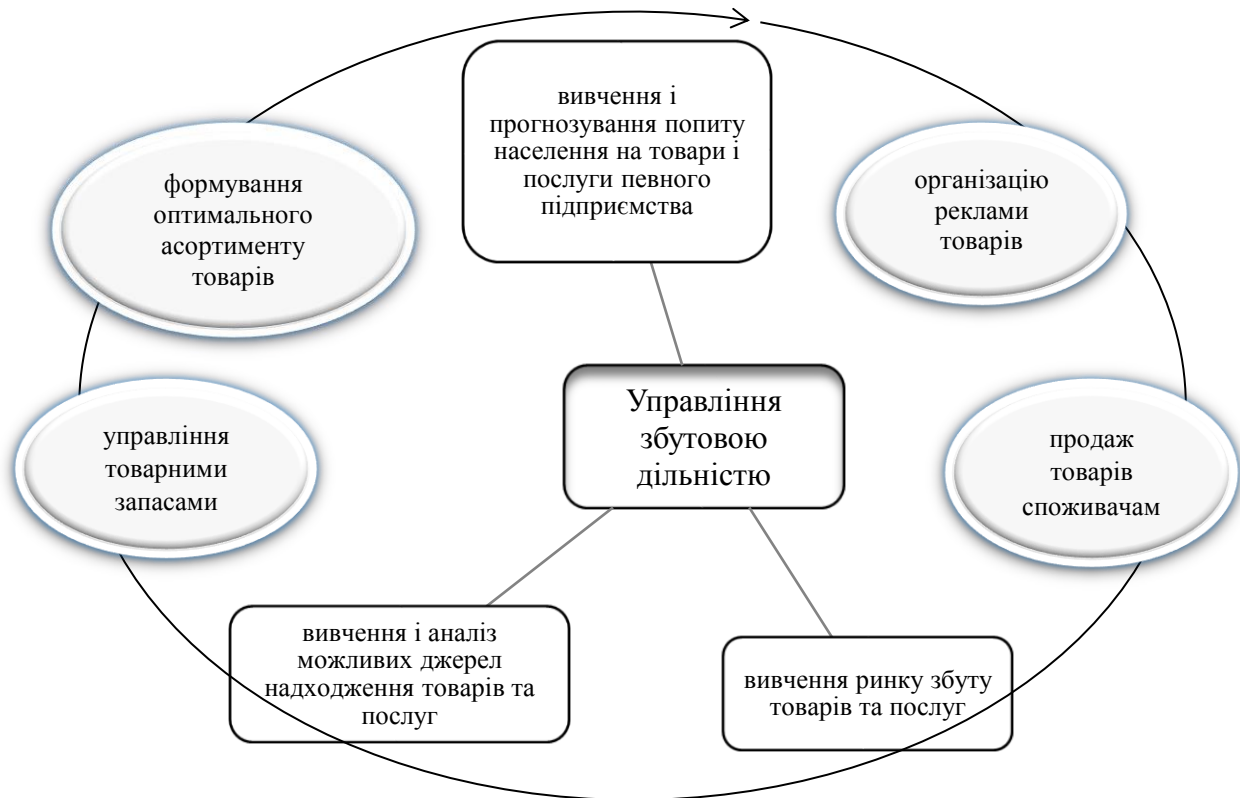 вивчення і
прогнозування попиту
населення на товари і
послуги певного
підприємства
формування
оптимального
асортименту
товарів
організацію
реклами
товарів
Управління
збутовою
дільністю
управління
товарними
запасами
продаж
товарів
споживачам
вивчення і аналіз
можливих джерел
надходження товарів та
послуг
вивчення ринку збуту
товарів та послуг